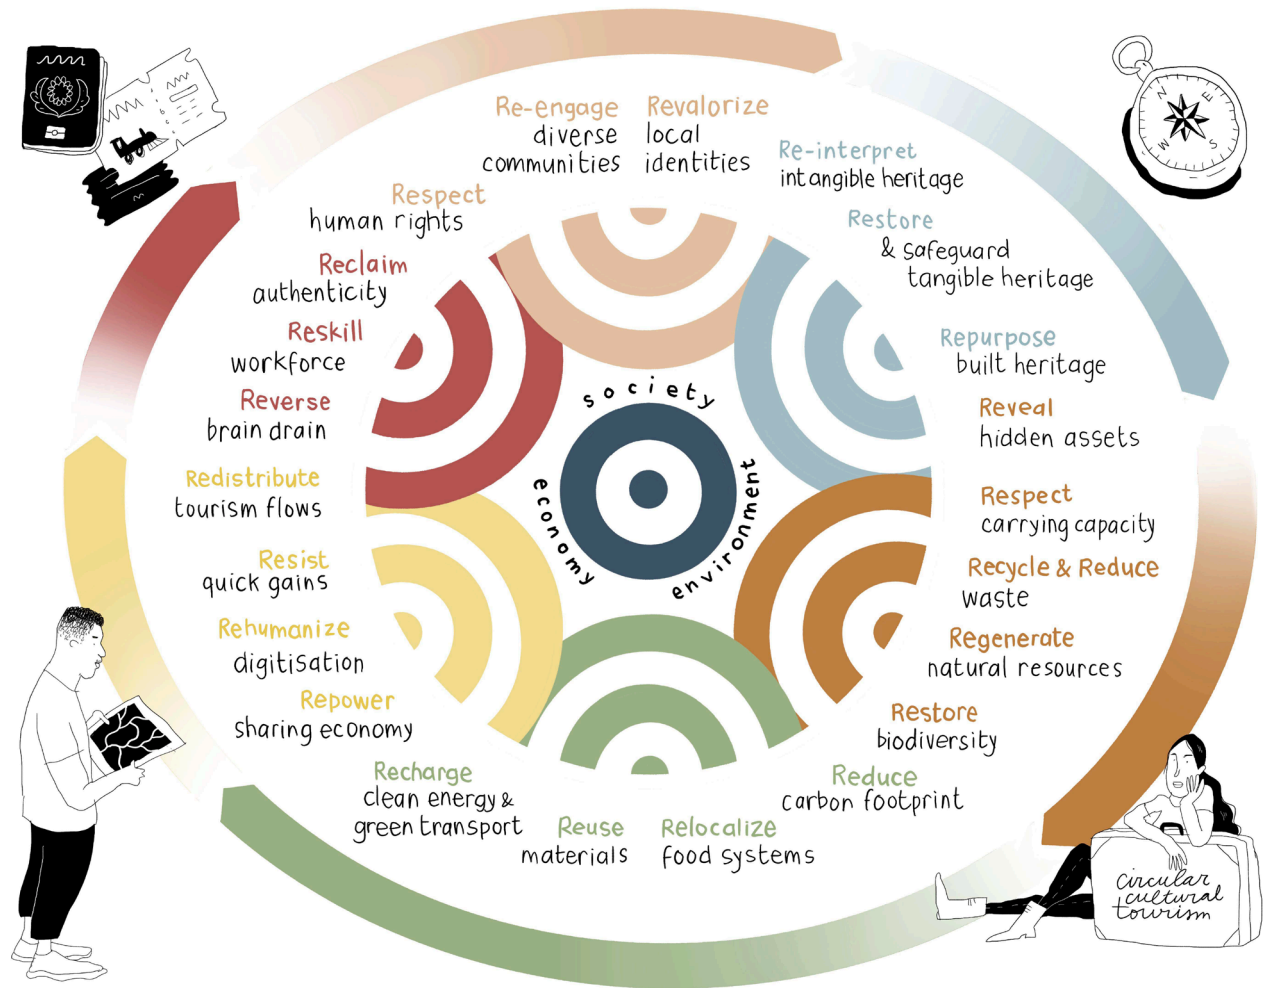 Re-engage
diverse
communities
Revalorize
local
identities
Re-interpret
intangible heritage
Restore
& safeguard
tangible heritage
Repurpose
built heritage
Reveal
hidden assets
Respect
carrying capacity
Recycle & Reduce
waste
Regenerate
natural resources
Restore
biodiversity
Reduce
carbon footprint
Relocalize
food systems
Reuse
materials
Recharge
clean energy &
green transport
Repower
sharing economy
Rehumanize
digitisation
Resist
quick gains
Redistribute
tourism flows
Reverse
brain drain
Reskill
workforce
Reclaim
authenticity
Respect
human rights
society
environment
economy
N
E
S
W
circular
cultural
tourism